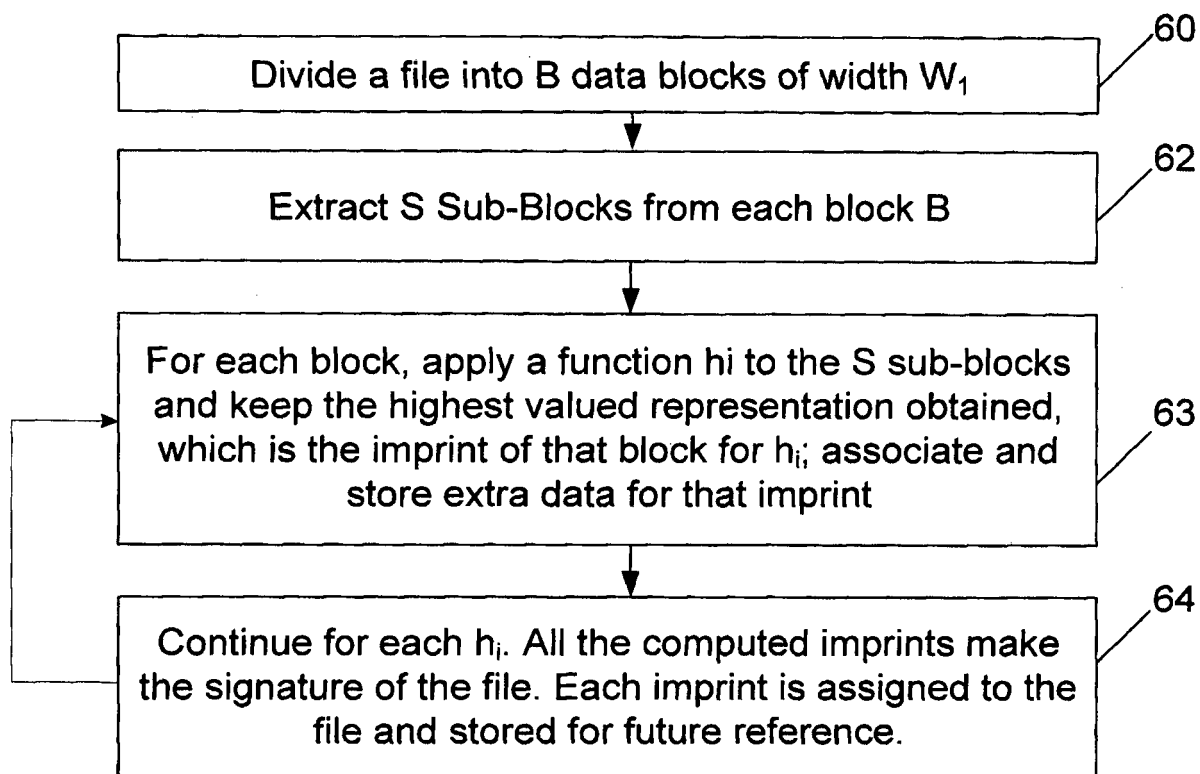 60
Divide a file into B data blocks of width W₁
62
Extract S Sub-Blocks from each block B
For each block, apply a function hi to the S sub-blocks
and keep the highest valued representation obtained,
which is the imprint of that block for hᵢ; associate and
store extra data for that imprint
63
64
Continue for each hᵢ. All the computed imprints make
the signature of the file. Each imprint is assigned to the
file and stored for future reference.